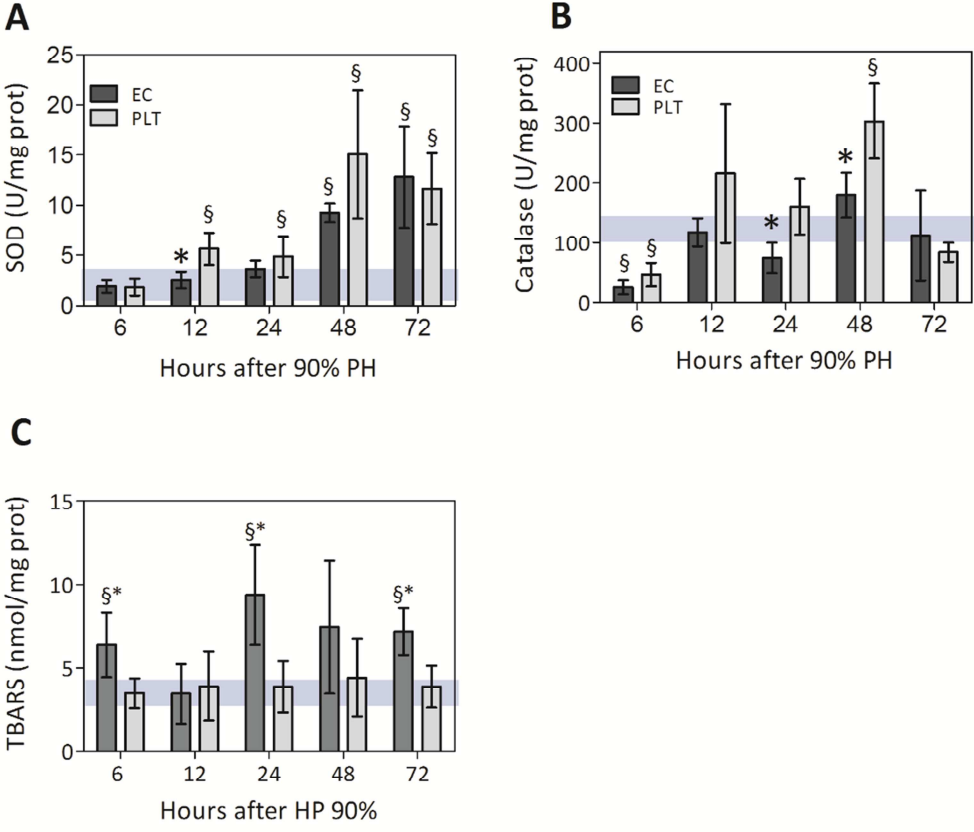 A
25
20
15
10
5
0
SOD (U/mg prot)
EC
PLT
*
§
§
§
§
§
§
6 12 24 48 72
Hours after 90% PH
B
400
300
200
100
0
Catalase (U/mg prot)
EC
PLT
§
§
*
*
§
6 12 24 48 72
Hours after 90% PH
C
15
10
5
0
TBARS (nmol/mg prot)
§*
§*
§*
6 12 24 48 72
Hours after HP 90%